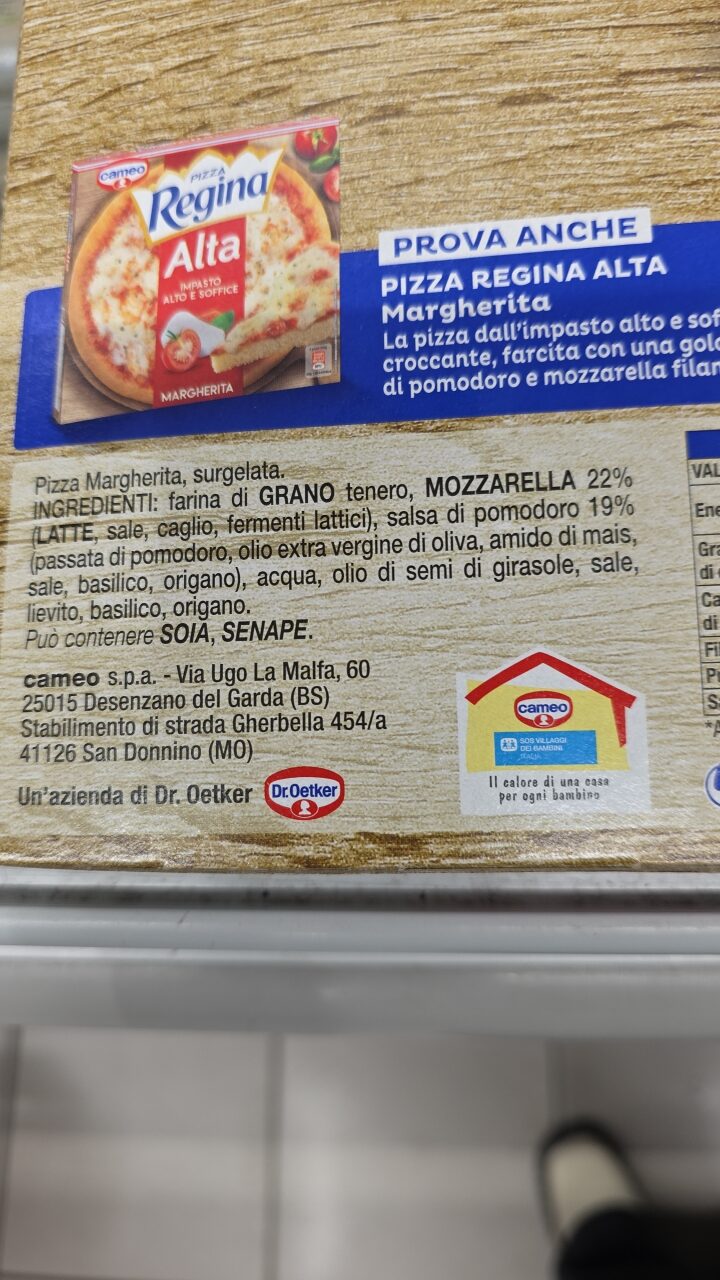 cameo
PIZZA
Regina
Alta
IMPASTO
ALTO E SOFFICE
MARGHERITA
PROVA ANCHE
PIZZA REGINA ALTA
Margherita
La pizza dall'impasto alto e sof
croccante, farcita con una golo
di pomodoro e mozzarella filan
Pizza Margherita, surgelata.
INGREDIENTI: farina di GRANO tenero, MOZZARELLA 22%
(LATTE, sale, caglio, fermenti lattici), salsa di pomodoro 19%
(passata di pomodoro, olio extra vergine di oliva, amido di mais,
sale, basilico, origano), acqua, olio di semi di girasole, sale,
lievito, basilico, origano.
Può contenere SOIA, SENAPE.
cameo s.p.a. - Via Ugo La Malfa, 60
25015 Desenzano del Garda (BS)
Stabilimento di strada Gherbella 454/a
41126 San Donnino (MO)
Un'azienda di Dr. Oetker Dr.Oetker
cameo
SOS VILLAGGI
DEI BAMBINI
ITALIA
Il calore di una casa
per ogni bambino
VAL
Ene
Gra
di
Ca
di
Fi
P
S